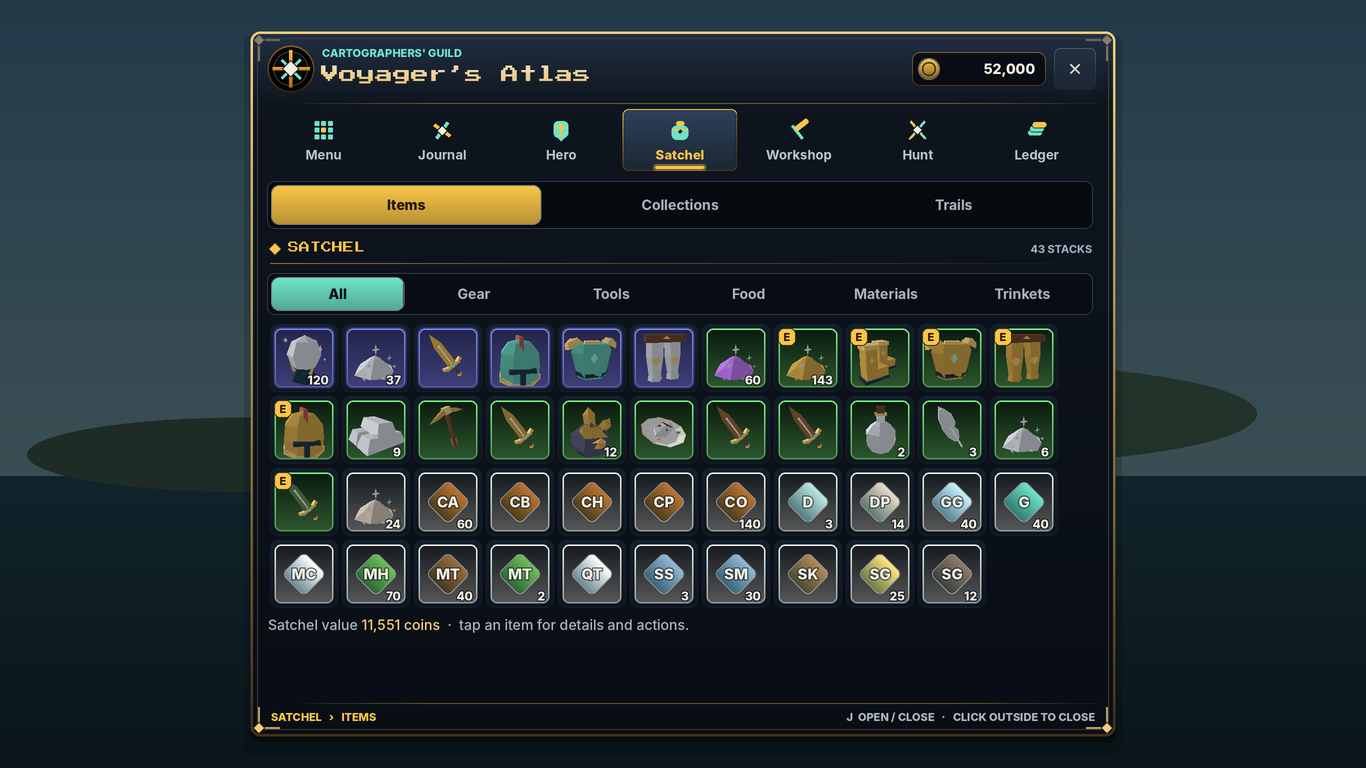 CARTOGRAPHERS' GUILD
Voyager's Atlas
52,000
Menu
Journal
Hero
Satchel
Workshop
Hunt
Ledger
Items
Collections
Trails
SATCHEL
43 STACKS
All
Gear
Tools
Food
Materials
Trinkets
120
37
60
E 143
E
E
E
E
9
12
2
3
6
E
24
CA 60
CB
CH
CP
CO 140
D 3
DP 14
GG 40
G 40
MC
MH 70
MT 40
MT 2
QT
SS 3
SM 30
SK
SG 25
SG 12
Satchel value 11,551 coins · tap an item for details and actions.
SATCHEL › ITEMS
J OPEN / CLOSE · CLICK OUTSIDE TO CLOSE